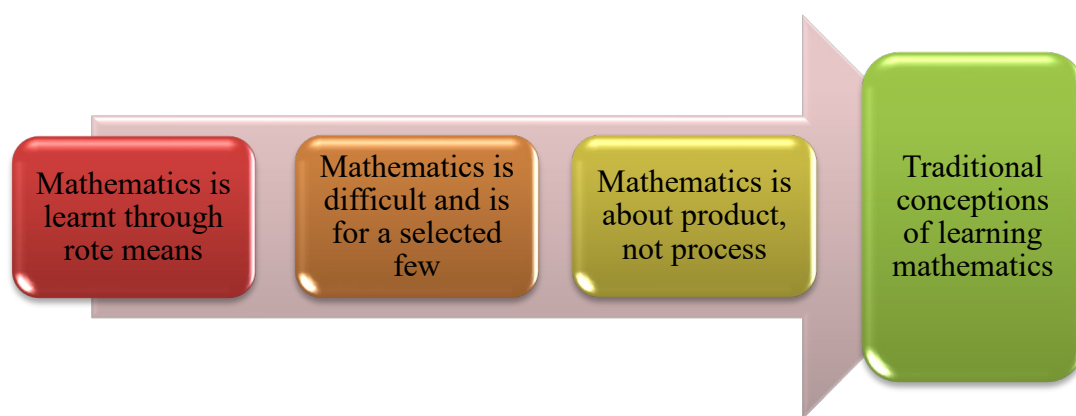 Mathematics is
learnt through
rote means
Mathematics is
difficult and is
for a selected
few
Mathematics is
about product,
not process
Traditional
conceptions
of learning
mathematics